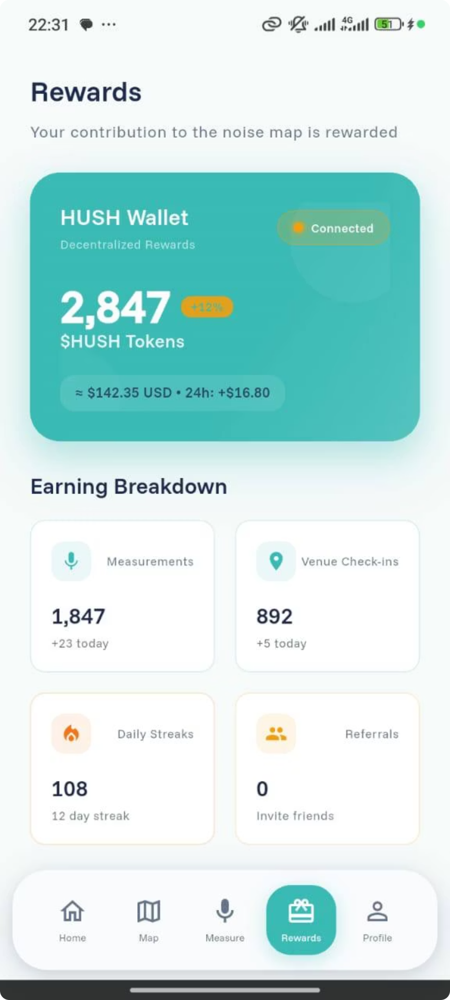 22:31
4G
51
Rewards
Your contribution to the noise map is rewarded
HUSH Wallet
Connected
Decentralized Rewards
2,847
+12%
$HUSH Tokens
≈ $142.35 USD • 24h: +$16.80
Earning Breakdown
Measurements
1,847
+23 today
Venue Check-ins
892
+5 today
Daily Streaks
108
12 day streak
Referrals
0
Invite friends
Home
Map
Measure
Rewards
Profile